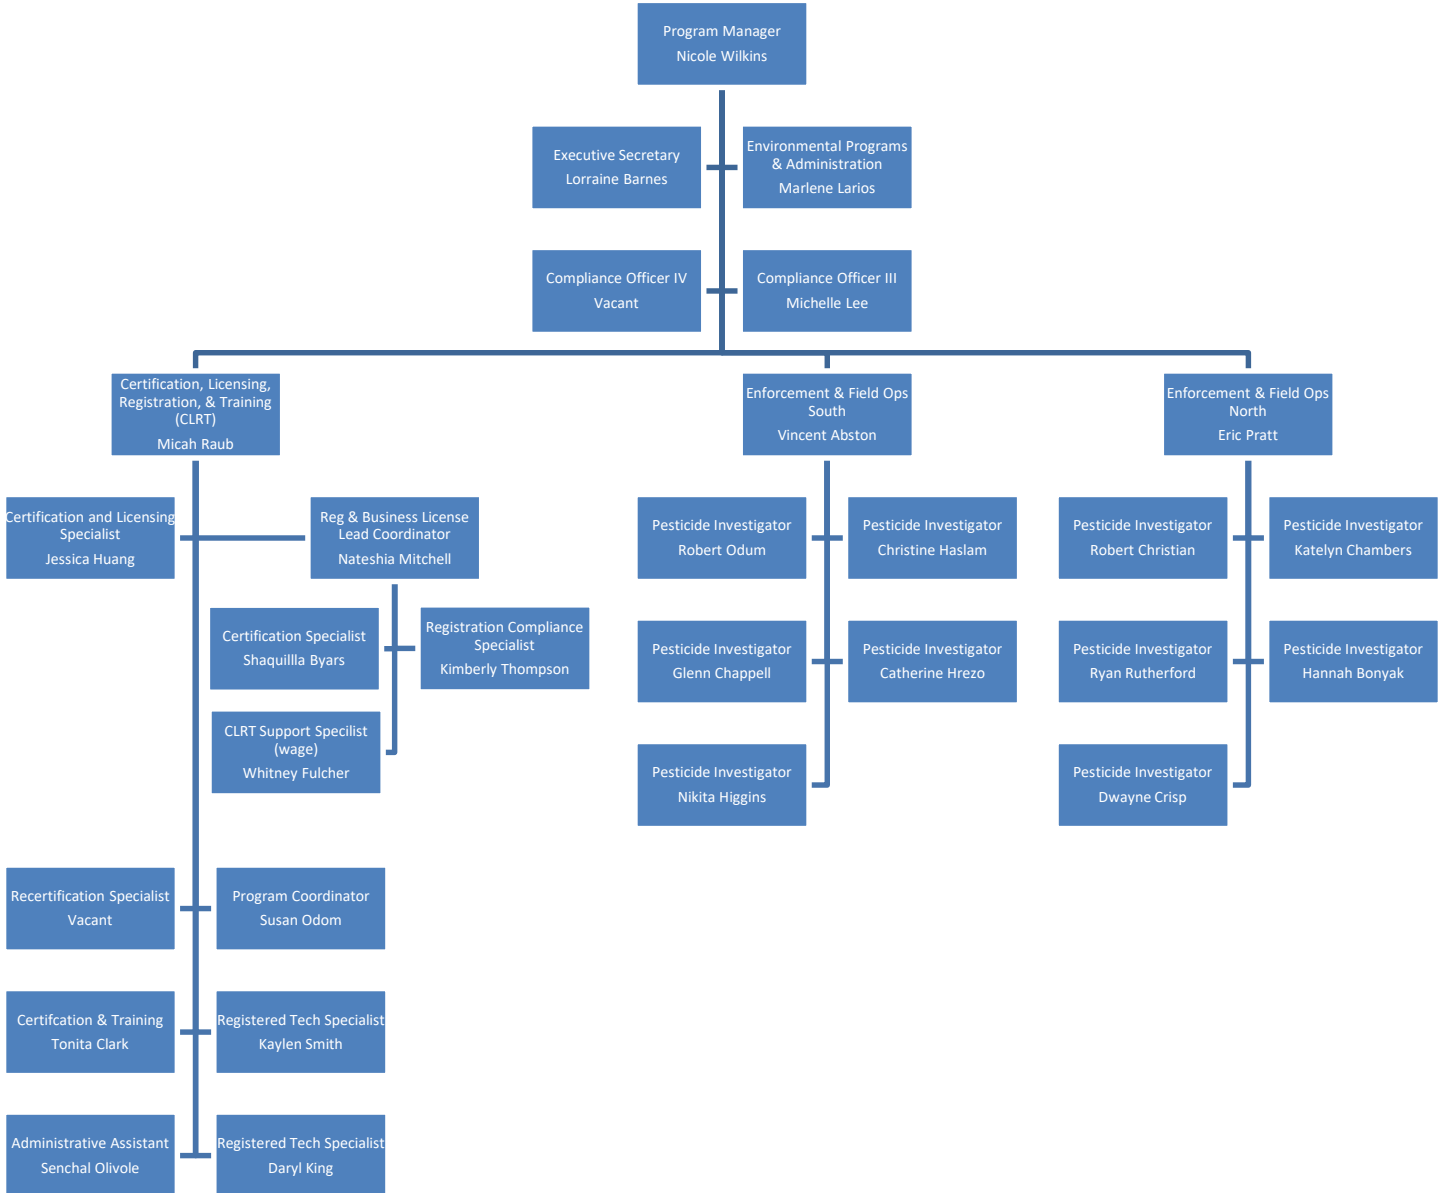 Program Manager
Nicole Wilkins
Executive Secretary
Lorraine Barnes
Environmental Programs
& Administration
Marlene Larios
Compliance Officer IV
Vacant
Compliance Officer III
Michelle Lee
Certification, Licensing,
Registration, & Training
(CLRT)
Micah Raub
Enforcement & Field Ops
South
Vincent Abston
Enforcement & Field Ops
North
Eric Pratt
Certification and Licensing
Specialist
Jessica Huang
Reg & Business License
Lead Coordinator
Nateshia Mitchell
Pesticide Investigator
Robert Odum
Pesticide Investigator
Christine Haslam
Pesticide Investigator
Robert Christian
Pesticide Investigator
Katelyn Chambers
Certification Specialist
Shaquillla Byars
Registration Compliance
Specialist
Kimberly Thompson
Pesticide Investigator
Glenn Chappell
Pesticide Investigator
Catherine Hrezo
Pesticide Investigator
Ryan Rutherford
Pesticide Investigator
Hannah Bonyak
CLRT Support Specilist
(wage)
Whitney Fulcher
Pesticide Investigator
Nikita Higgins
Pesticide Investigator
Dwayne Crisp
Recertification Specialist
Vacant
Program Coordinator
Susan Odom
Certifcation & Training
Tonita Clark
Registered Tech Specialist
Kaylen Smith
Administrative Assistant
Senchal Olivole
Registered Tech Specialist
Daryl King